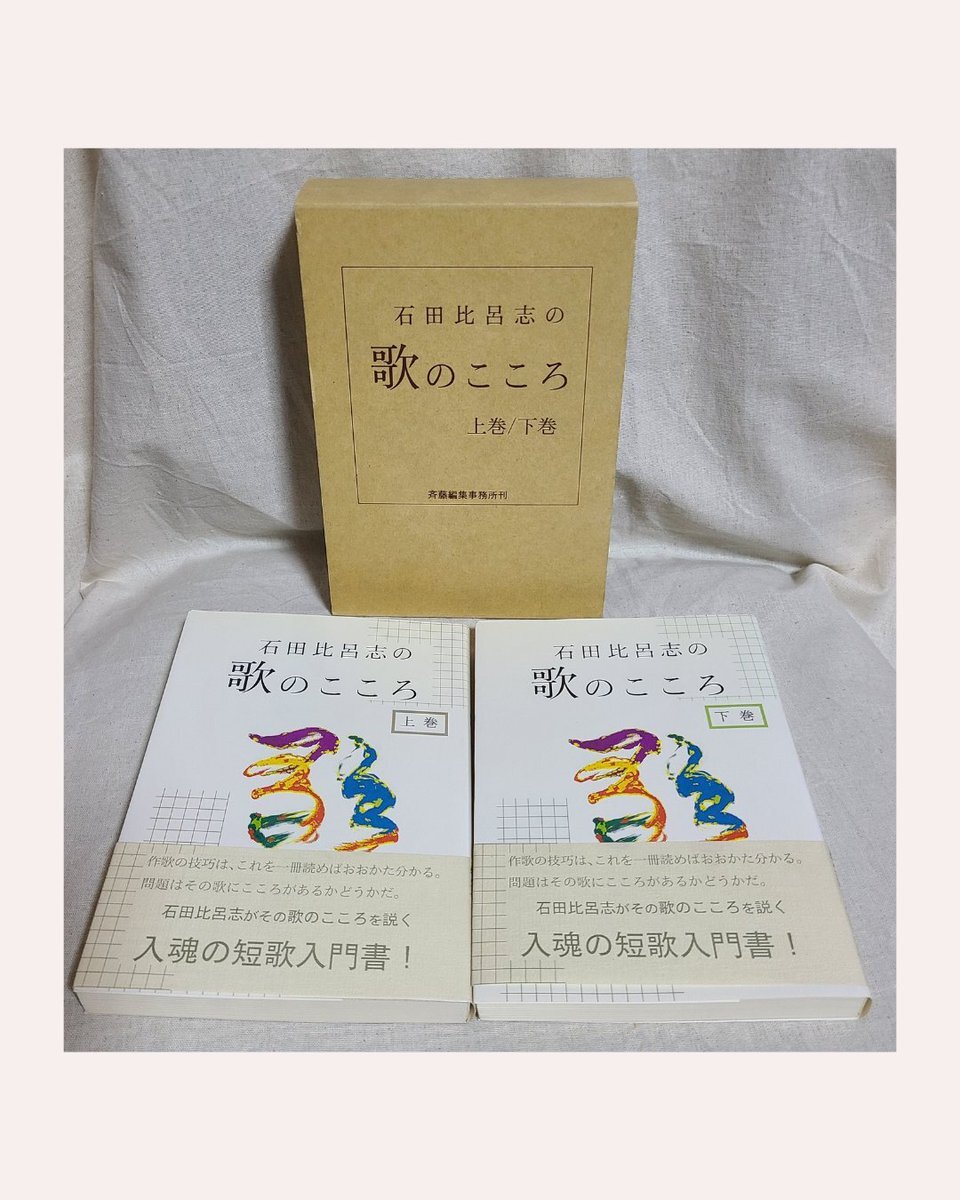 石田比呂志の
歌のこころ
上巻/下巻
斉藤編集事務所刊
石田比呂志の
歌のこころ
上巻
作歌の技巧は、これを一冊読めばおおかた分かる。
問題はその歌にこころがあるかどうかだ。
石田比呂志がその歌のこころを説く
入魂の短歌入門書！
石田比呂志の
歌のこころ
下巻
作歌の技巧は、これを一冊読めばおおかた分かる。
問題はその歌にこころがあるかどうかだ。
石田比呂志がその歌のこころを説く
入魂の短歌入門書！